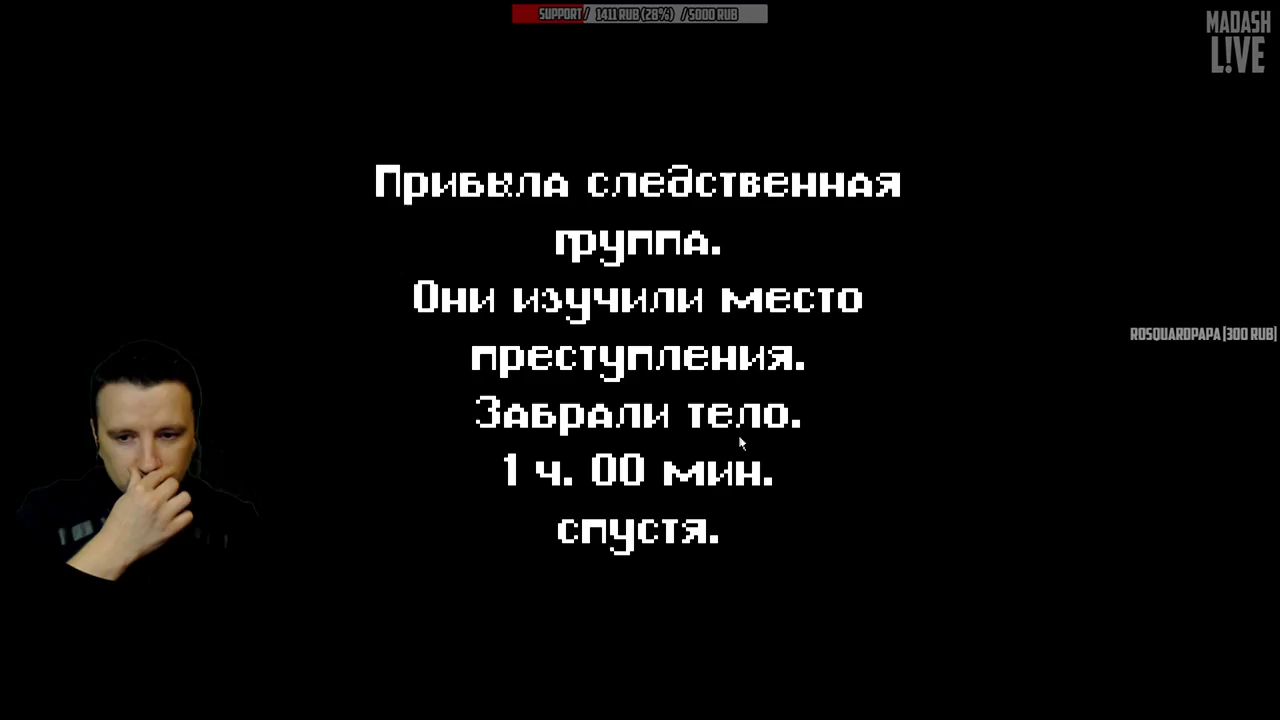 SUPPORT / 1411 RUB (28%) / 5000 RUB
MADASH
L!VE
Прибыла следственная
группа.
Они изучили место
преступления.
Забрали тело.
1 ч. 00 мин.
спустя.
ROSQUARDPAPA [300 RUB]